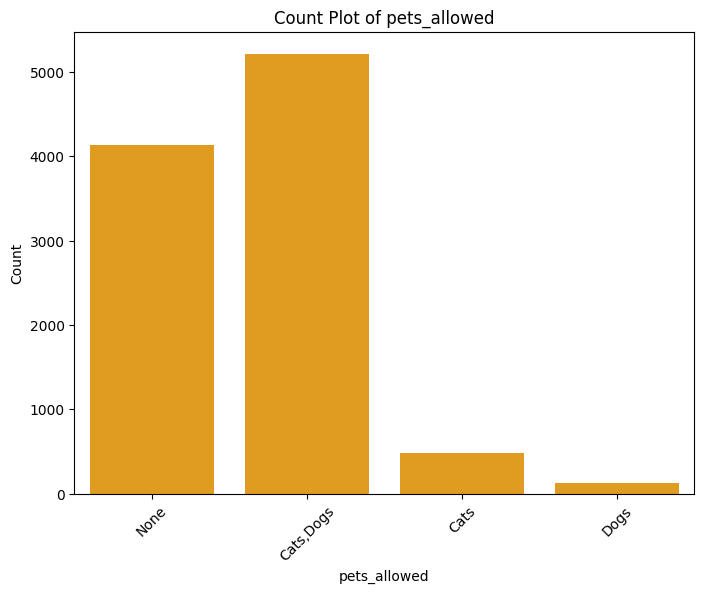 Count Plot of pets_allowed
Count
5000
4000
3000
2000
1000
0
None
Cats,Dogs
Cats
Dogs
pets_allowed